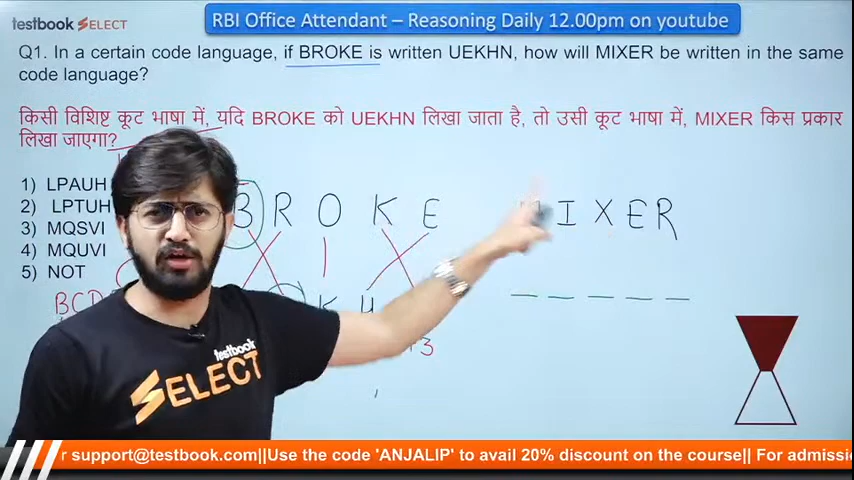 testbook SELECT
RBI Office Attendant – Reasoning Daily 12.00pm on youtube
Q1. In a certain code language, if BROKE is written UEKHN, how will MIXER be written in the same
code language?
किसी विशिष्ट कूट भाषा में, यदि BROKE को UEKHN लिखा जाता है, तो उसी कूट भाषा में, MIXER किस प्रकार
लिखा जाएगा?
1) LPAUH
2) LPTUH
3) MQSVI
4) MQUVI
5) NOT
B R O K E
I X E R
BCD
K H
3
testbook
SELECT
r support@testbook.com||Use the code 'ANJALIP' to avail 20% discount on the course|| For admissi